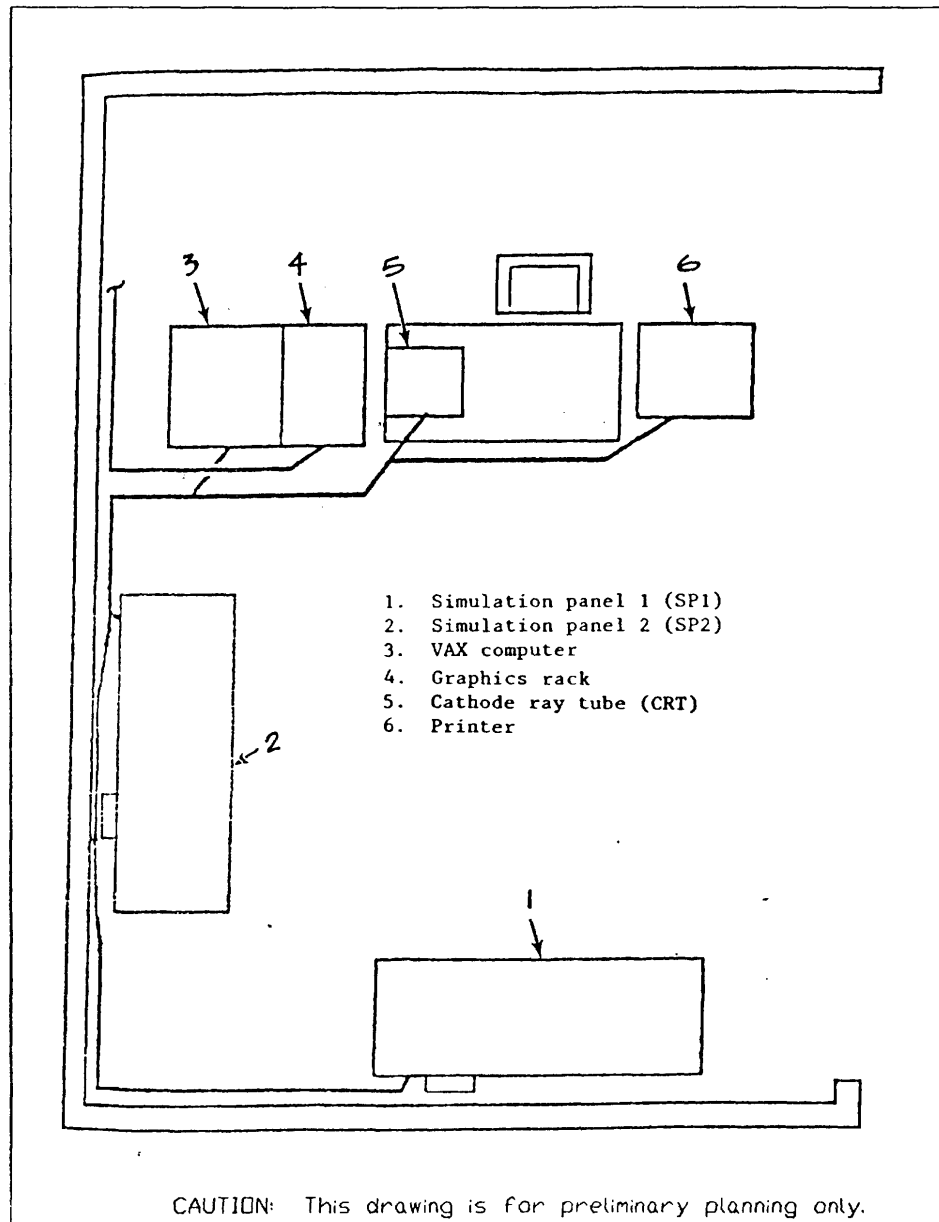 3 4 5 6
1. Simulation panel 1 (SP1)
2. Simulation panel 2 (SP2)
3. VAX computer
4. Graphics rack
5. Cathode ray tube (CRT)
6. Printer
2
1
CAUTION: This drawing is for preliminary planning only.